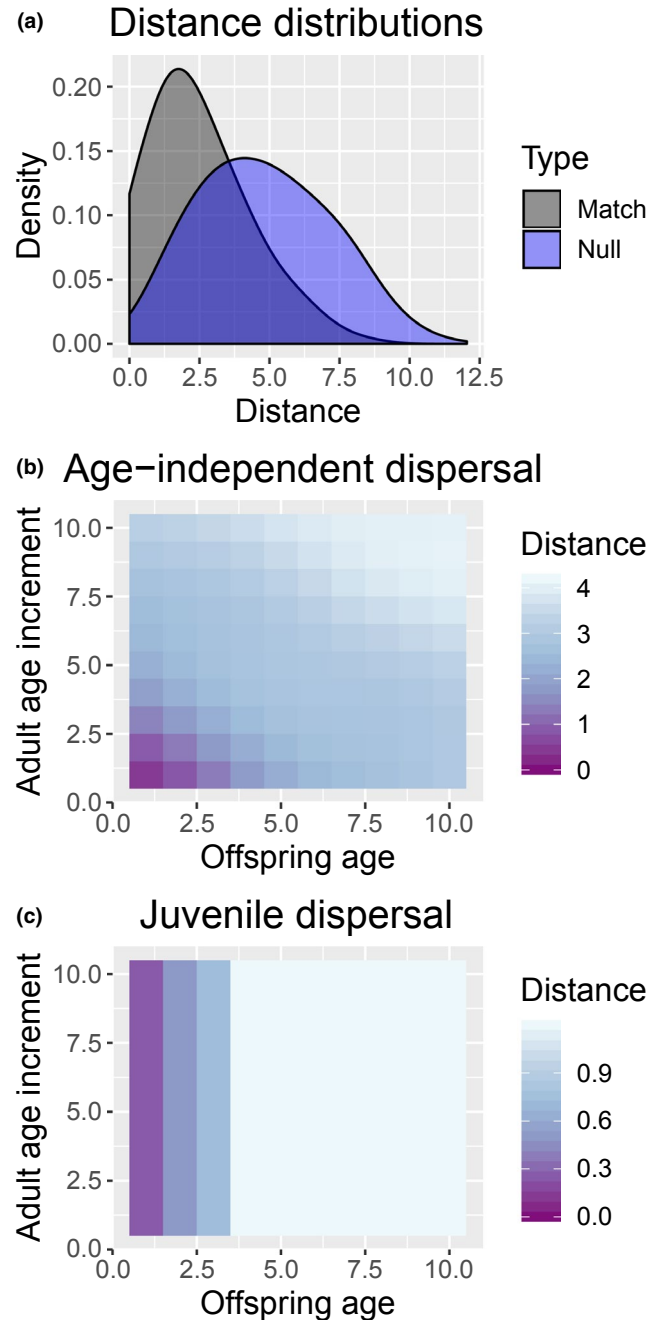 (a) Distance distributions
0.20
0.15
0.10
0.05
0.00
Density
0.0 2.5 5.0 7.5 10.0 12.5
Distance
Type
Match
Null
(b) Age-independent dispersal
10.0
7.5
5.0
2.5
0.0
Adult age increment
0.0 2.5 5.0 7.5 10.0
Offspring age
Distance
4
3
2
1
0
(c) Juvenile dispersal
10.0
7.5
5.0
2.5
0.0
Adult age increment
0.0 2.5 5.0 7.5 10.0
Offspring age
Distance
0.9
0.6
0.3
0.0